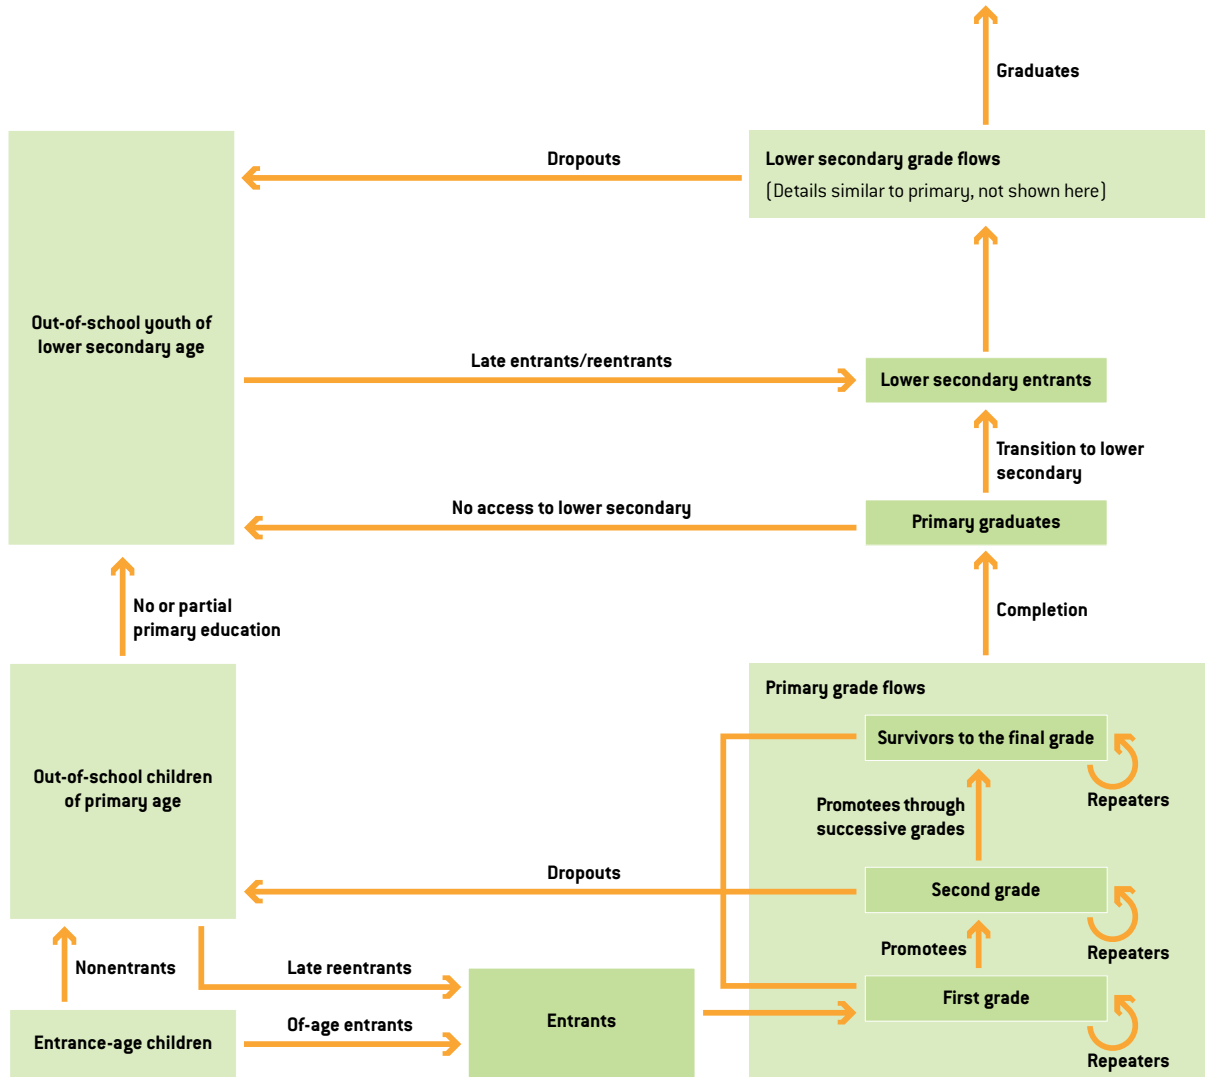 Graduates
Dropouts
Lower secondary grade flows
(Details similar to primary, not shown here)
Out-of-school youth of
lower secondary age
Late entrants/reentrants
Lower secondary entrants
Transition to lower
secondary
No access to lower secondary
Primary graduates
No or partial
primary education
Completion
Primary grade flows
Survivors to the final grade
Out-of-school children
of primary age
Repeaters
Promotees through
successive grades
Dropouts
Second grade
Promotees
Repeaters
Nonentrants
Late reentrants
First grade
Of-age entrants
Entrants
Entrance-age children
Repeaters